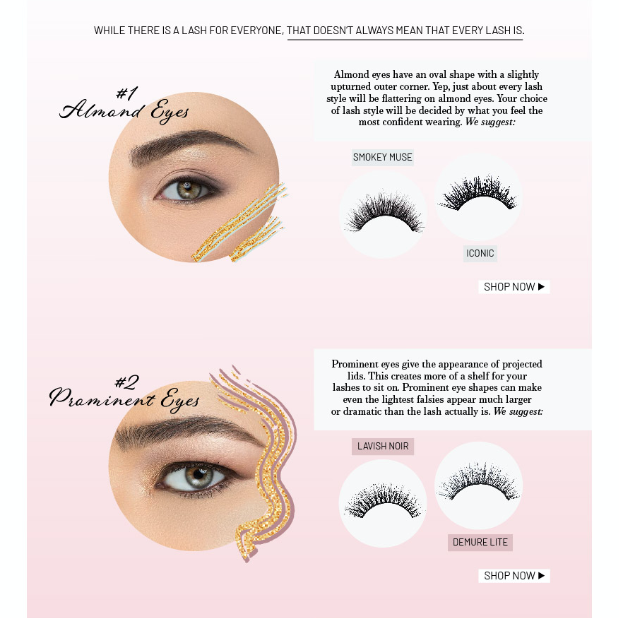 WHILE THERE IS A LASH FOR EVERYONE, THAT DOESN'T ALWAYS MEAN THAT EVERY LASH IS.
#1
Almond Eyes
Almond eyes have an oval shape with a slightly
upturned outer corner. Yep, just about every lash
style will be flattering on almond eyes. Your choice
of lash style will be decided by what you feel the
most confident wearing. We suggest:
SMOKEY MUSE
ICONIC
SHOP NOW ▶
#2
Prominent Eyes
Prominent eyes give the appearance of projected
lids. This creates more of a shelf for your
lashes to sit on. Prominent eye shapes can make
even the lightest falsies appear much larger
or dramatic than the lash actually is. We suggest:
LAVISH NOIR
DEMURE LITE
SHOP NOW ▶